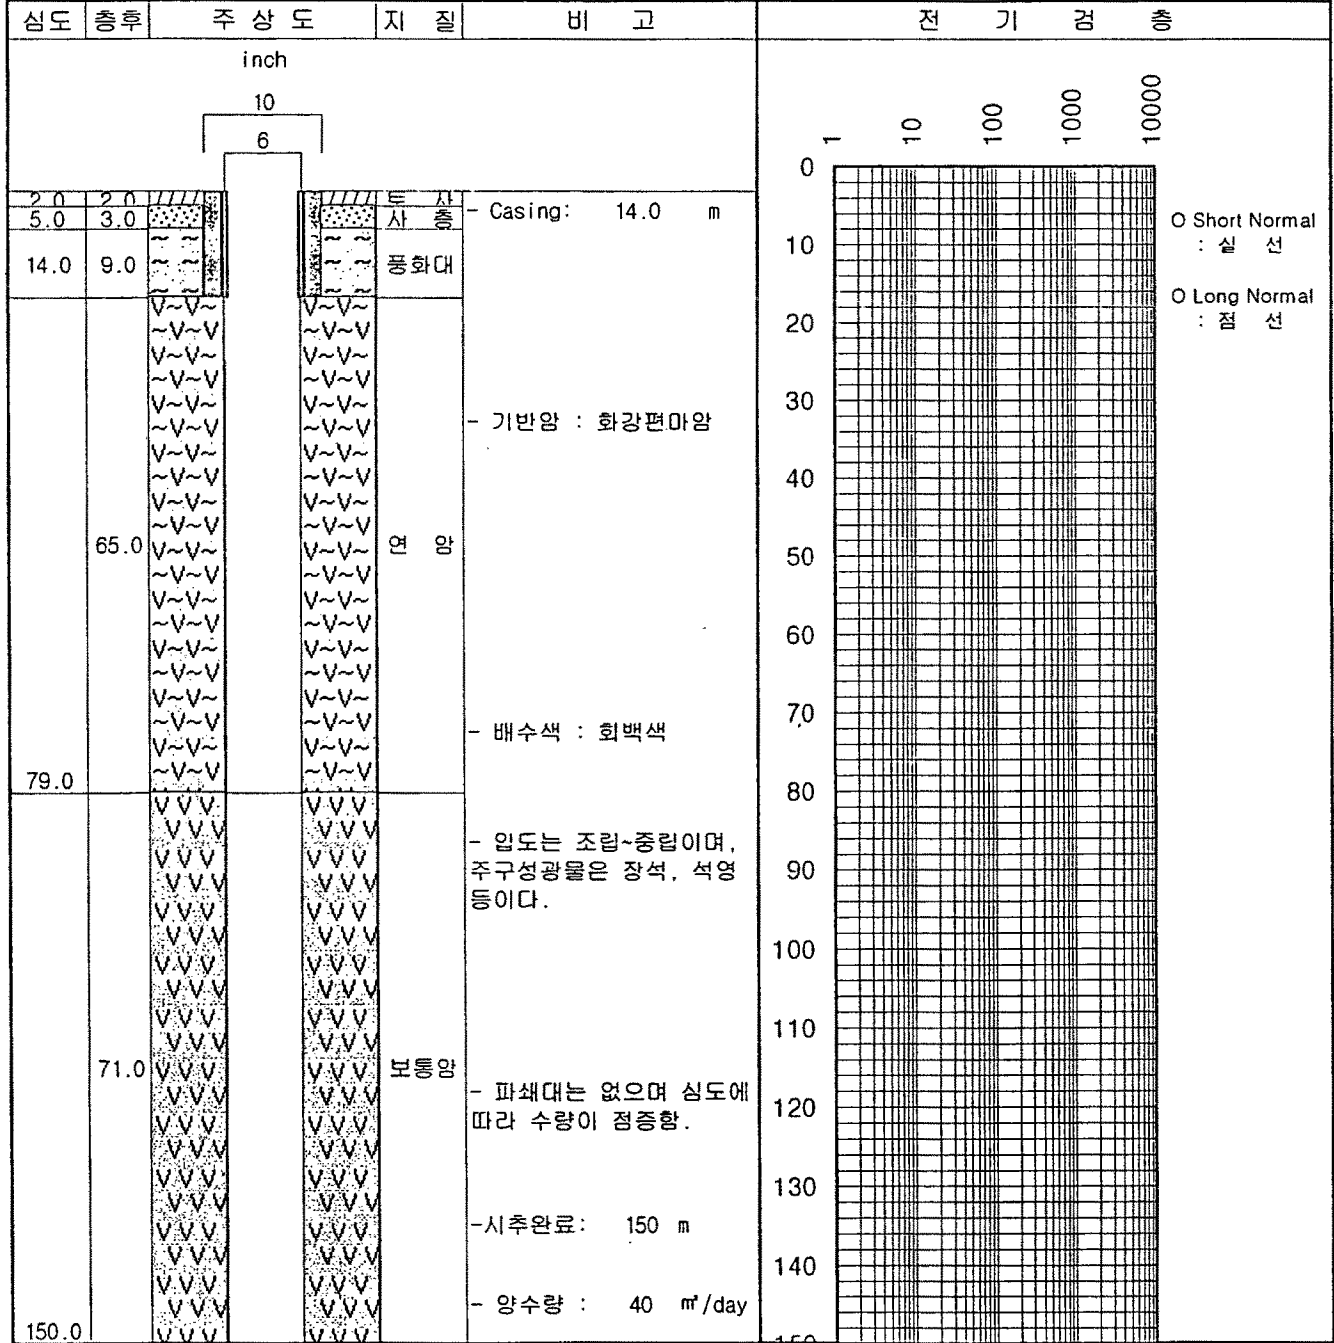 심도 층후 주 상 도 지 질 비 고 전 기 검 층
inch
10
6
1 10 100 1000 10000
0
2.0 2.0 토 사
- Casing: 14.0 m
5.0 3.0 사 층
O Short Normal
: 실 선
10
14.0 9.0 풍화대
O Long Normal
: 점 선
20
30
- 기반암 : 화강편마암
40
65.0 연 암
50
60
70
- 배수색 : 회백색
79.0
80
- 입도는 조립~중립이며,
주구성광물은 장석, 석영
등이다.
90
100
110
71.0 보통암
- 파쇄대는 없으며 심도에
따라 수량이 점증함.
120
130
-시추완료: 150 m
140
- 양수량 : 40 ㎥/day
150.0
150